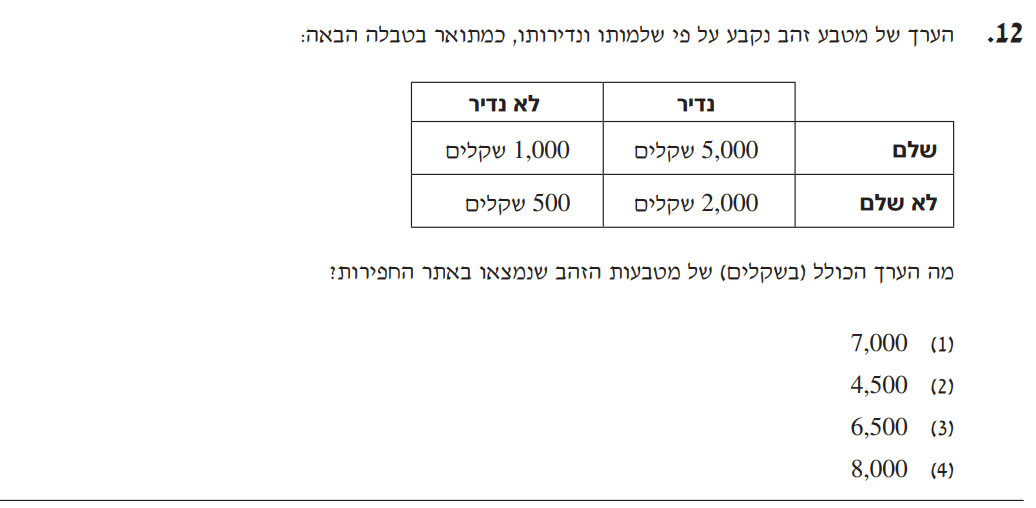 12. הערך של מטבע זהב נקבע על פי שלמותו ונדירותו, כמתואר בטבלה הבאה:
נדיר לא נדיר
שלם 5,000 שקלים 1,000 שקלים
לא שלם 2,000 שקלים 500 שקלים
מה הערך הכולל (בשקלים) של מטבעות הזהב שנמצאו באתר החפירות?
(1) 7,000
(2) 4,500
(3) 6,500
(4) 8,000